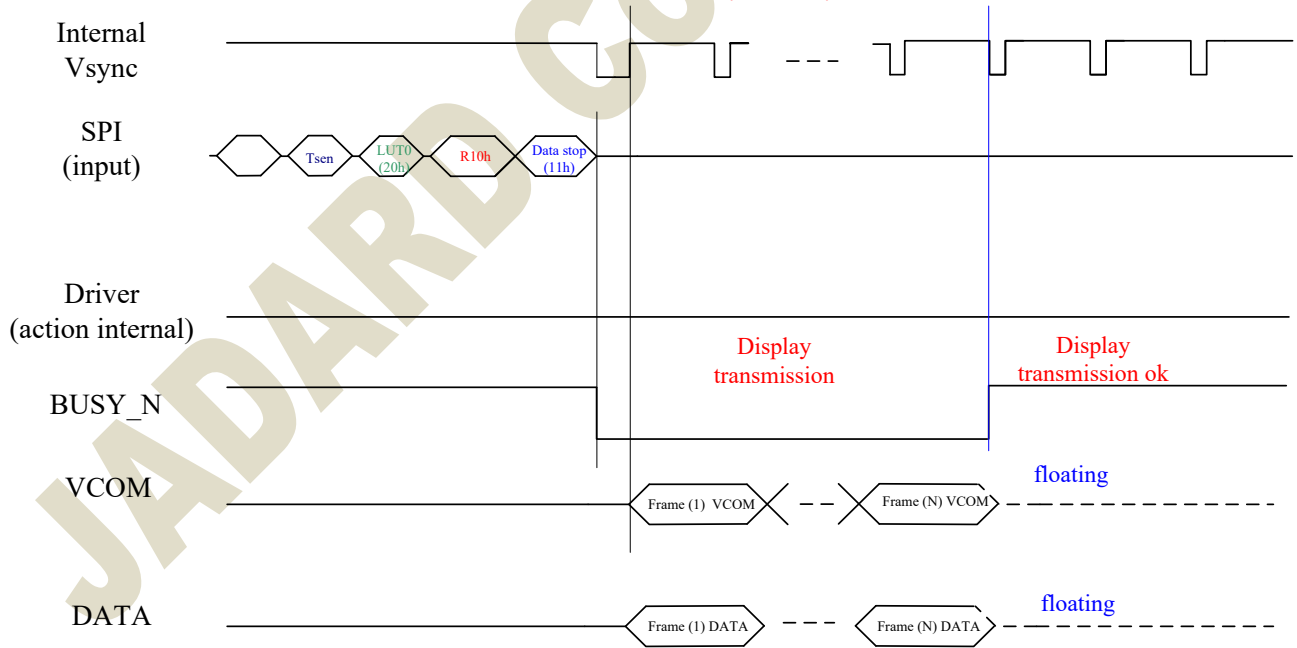 Internal
Vsync
SPI
(input)
Tsen
LUT0
(20h)
R10h
Data stop
(11h)
Driver
(action internal)
Display
transmission
Display
transmission ok
BUSY_N
VCOM
Frame (1) VCOM
Frame (N) VCOM
floating
DATA
Frame (1) DATA
Frame (N) DATA
floating
JADARD